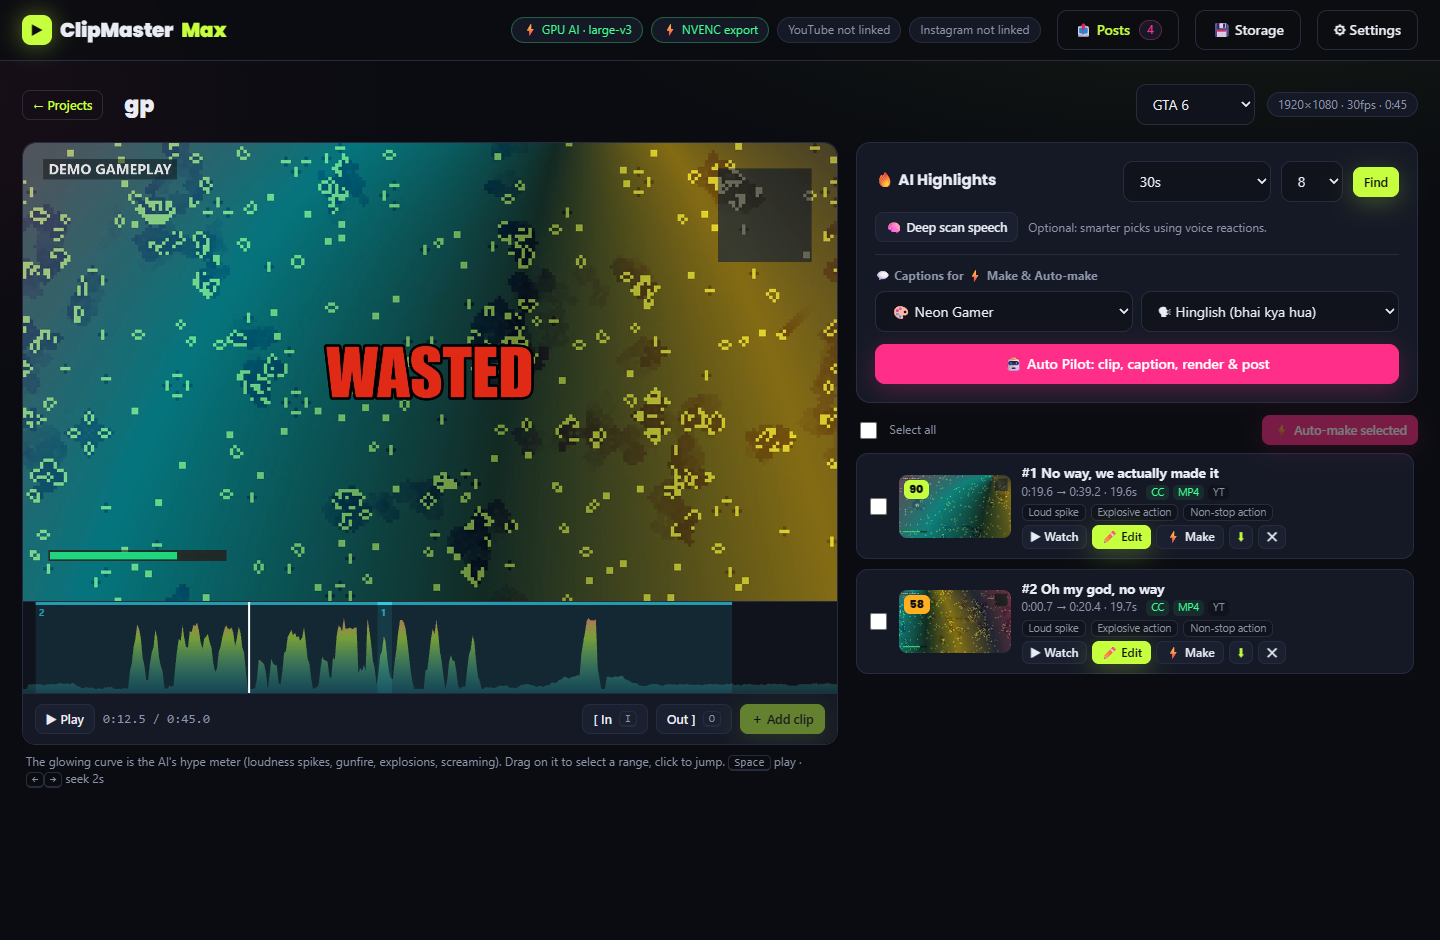 ClipMaster Max
GPU AI · large-v3
NVENC export
YouTube not linked
Instagram not linked
Posts 4
Storage
Settings
← Projects
gp
GTA 6
1920×1080 · 30fps · 0:45
DEMO GAMEPLAY
WASTED
2
1
▶ Play
0:12.5 / 0:45.0
[ In I
Out ] O
+ Add clip
The glowing curve is the AI's hype meter (loudness spikes, gunfire, explosions, screaming). Drag on it to select a range, click to jump. Space play ·
← → seek 2s
AI Highlights
30s
8
Find
Deep scan speech
Optional: smarter picks using voice reactions.
Captions for ⚡ Make & Auto-make
Neon Gamer
Hinglish (bhai kya hua)
Auto Pilot: clip, caption, render & post
Select all
Auto-make selected
90
#1 No way, we actually made it
0:19.6 → 0:39.2 · 19.6s CC MP4 YT
Loud spike Explosive action Non-stop action
▶ Watch Edit Make ⬇ ✕
58
#2 Oh my god, no way
0:00.7 → 0:20.4 · 19.7s CC MP4 YT
Loud spike Explosive action Non-stop action
▶ Watch Edit Make ⬇ ✕